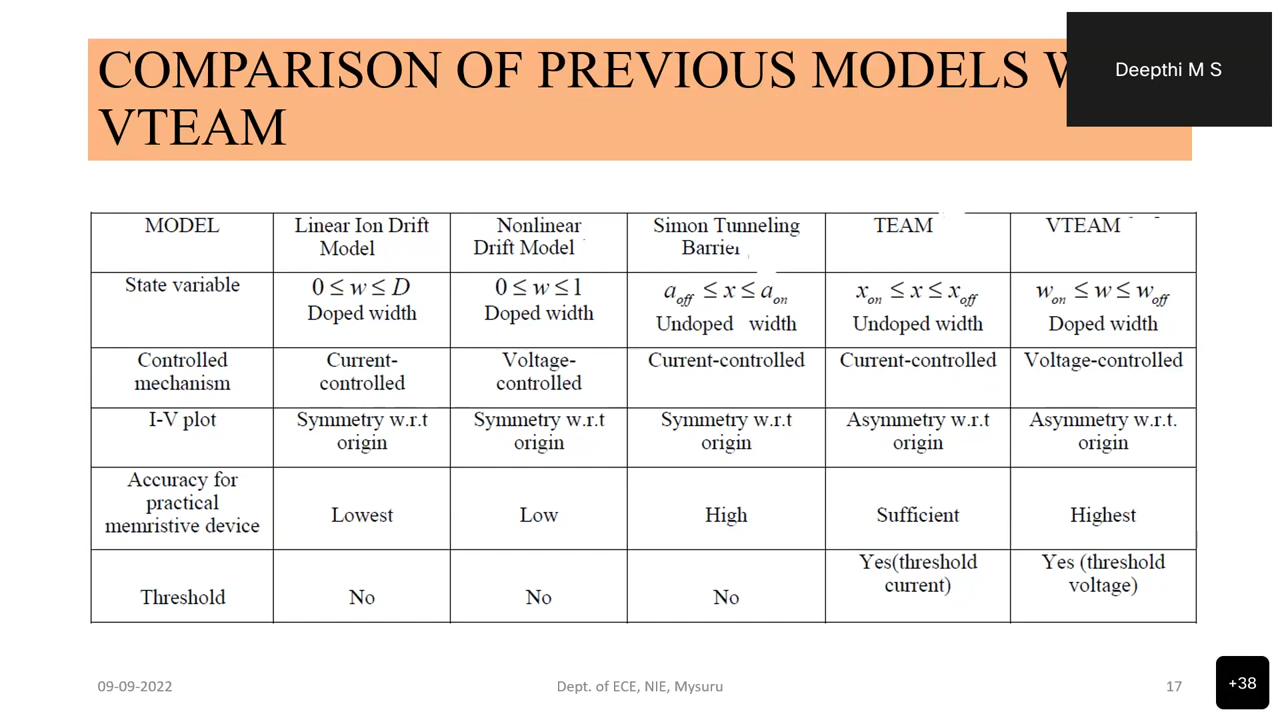 COMPARISON OF PREVIOUS MODELS
VTEAM
Deepthi M S
MODEL
Linear Ion Drift
Model
Nonlinear
Drift Model
Simon Tunneling
Barrier
TEAM
VTEAM
State variable
0 ≤ w ≤ D
Doped width
0 ≤ w ≤ 1
Doped width
a_off ≤ x ≤ a_on
Undoped width
x_on ≤ x ≤ x_off
Undoped width
w_on ≤ w ≤ w_off
Doped width
Controlled
mechanism
Current-
controlled
Voltage-
controlled
Current-controlled
Current-controlled
Voltage-controlled
I-V plot
Symmetry w.r.t
origin
Symmetry w.r.t
origin
Symmetry w.r.t
origin
Asymmetry w.r.t
origin
Asymmetry w.r.t.
origin
Accuracy for
practical
memristive device
Lowest
Low
High
Sufficient
Highest
Threshold
No
No
No
Yes(threshold
current)
Yes (threshold
voltage)
09-09-2022
Dept. of ECE, NIE, Mysuru
17
+38